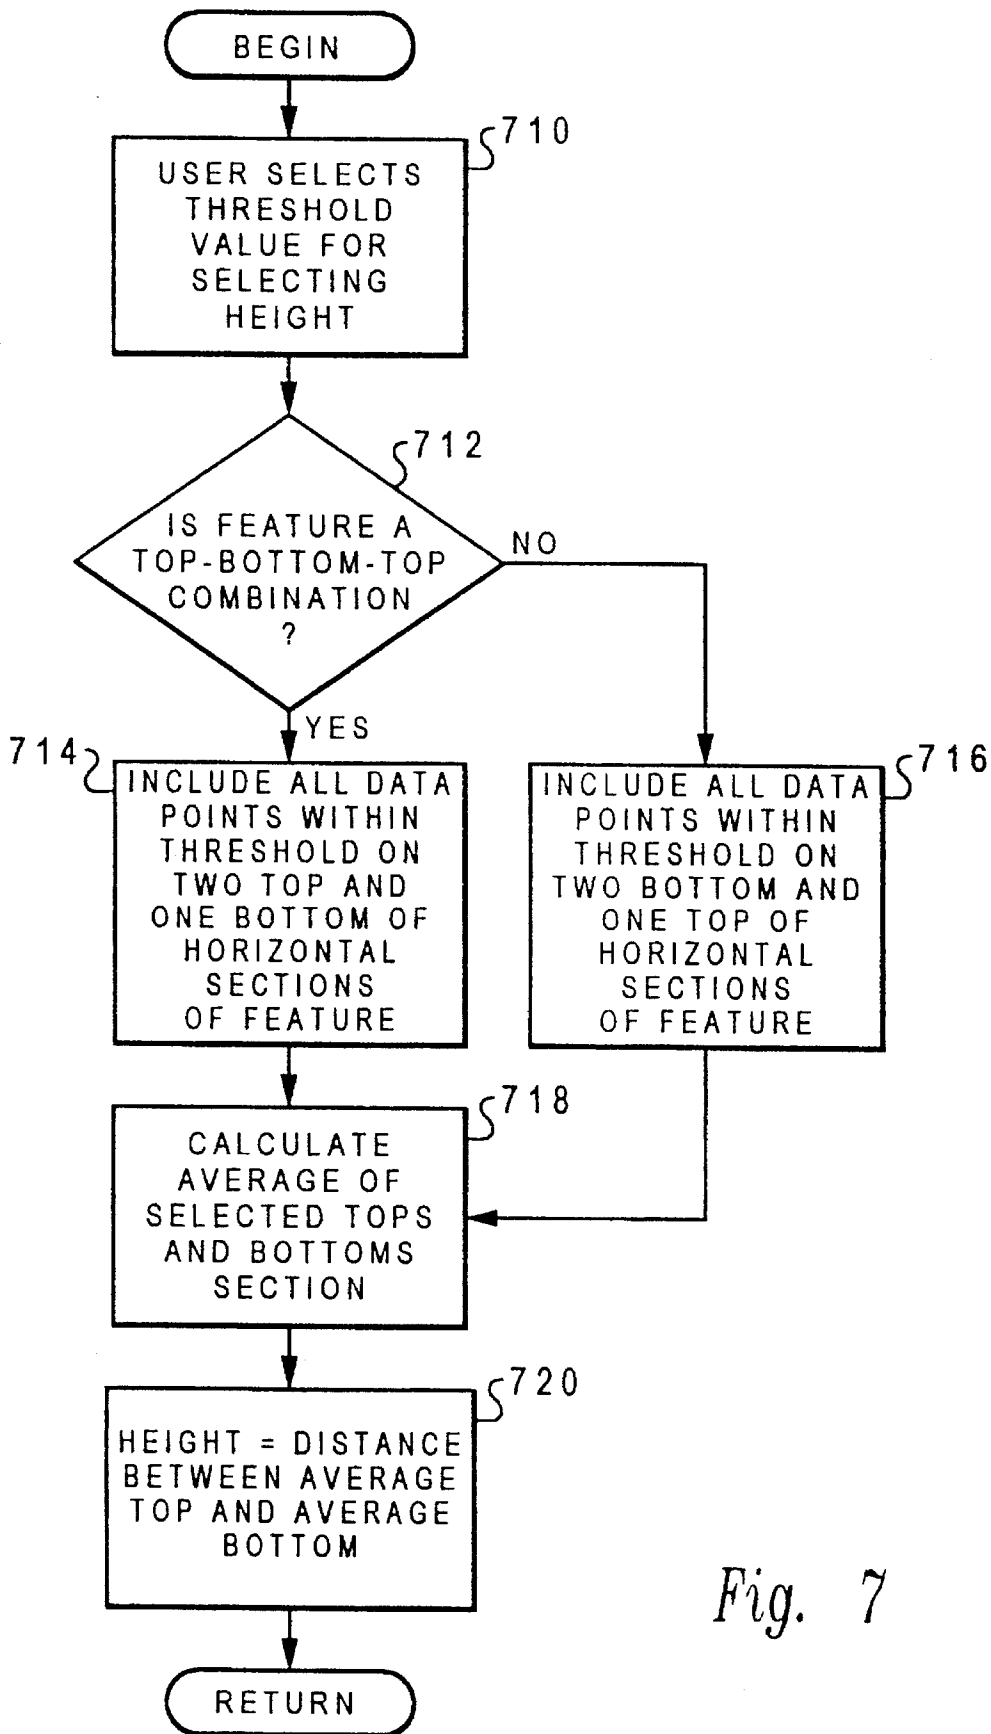 BEGIN
710
USER SELECTS
THRESHOLD
VALUE FOR
SELECTING
HEIGHT
712
IS FEATURE A
TOP-BOTTOM-TOP
COMBINATION
?
NO
YES
714
INCLUDE ALL DATA
POINTS WITHIN
THRESHOLD ON
TWO TOP AND
ONE BOTTOM OF
HORIZONTAL
SECTIONS
OF FEATURE
716
INCLUDE ALL DATA
POINTS WITHIN
THRESHOLD ON
TWO BOTTOM AND
ONE TOP OF
HORIZONTAL
SECTIONS
OF FEATURE
718
CALCULATE
AVERAGE OF
SELECTED TOPS
AND BOTTOMS
SECTION
720
HEIGHT = DISTANCE
BETWEEN AVERAGE
TOP AND AVERAGE
BOTTOM
RETURN
Fig. 7